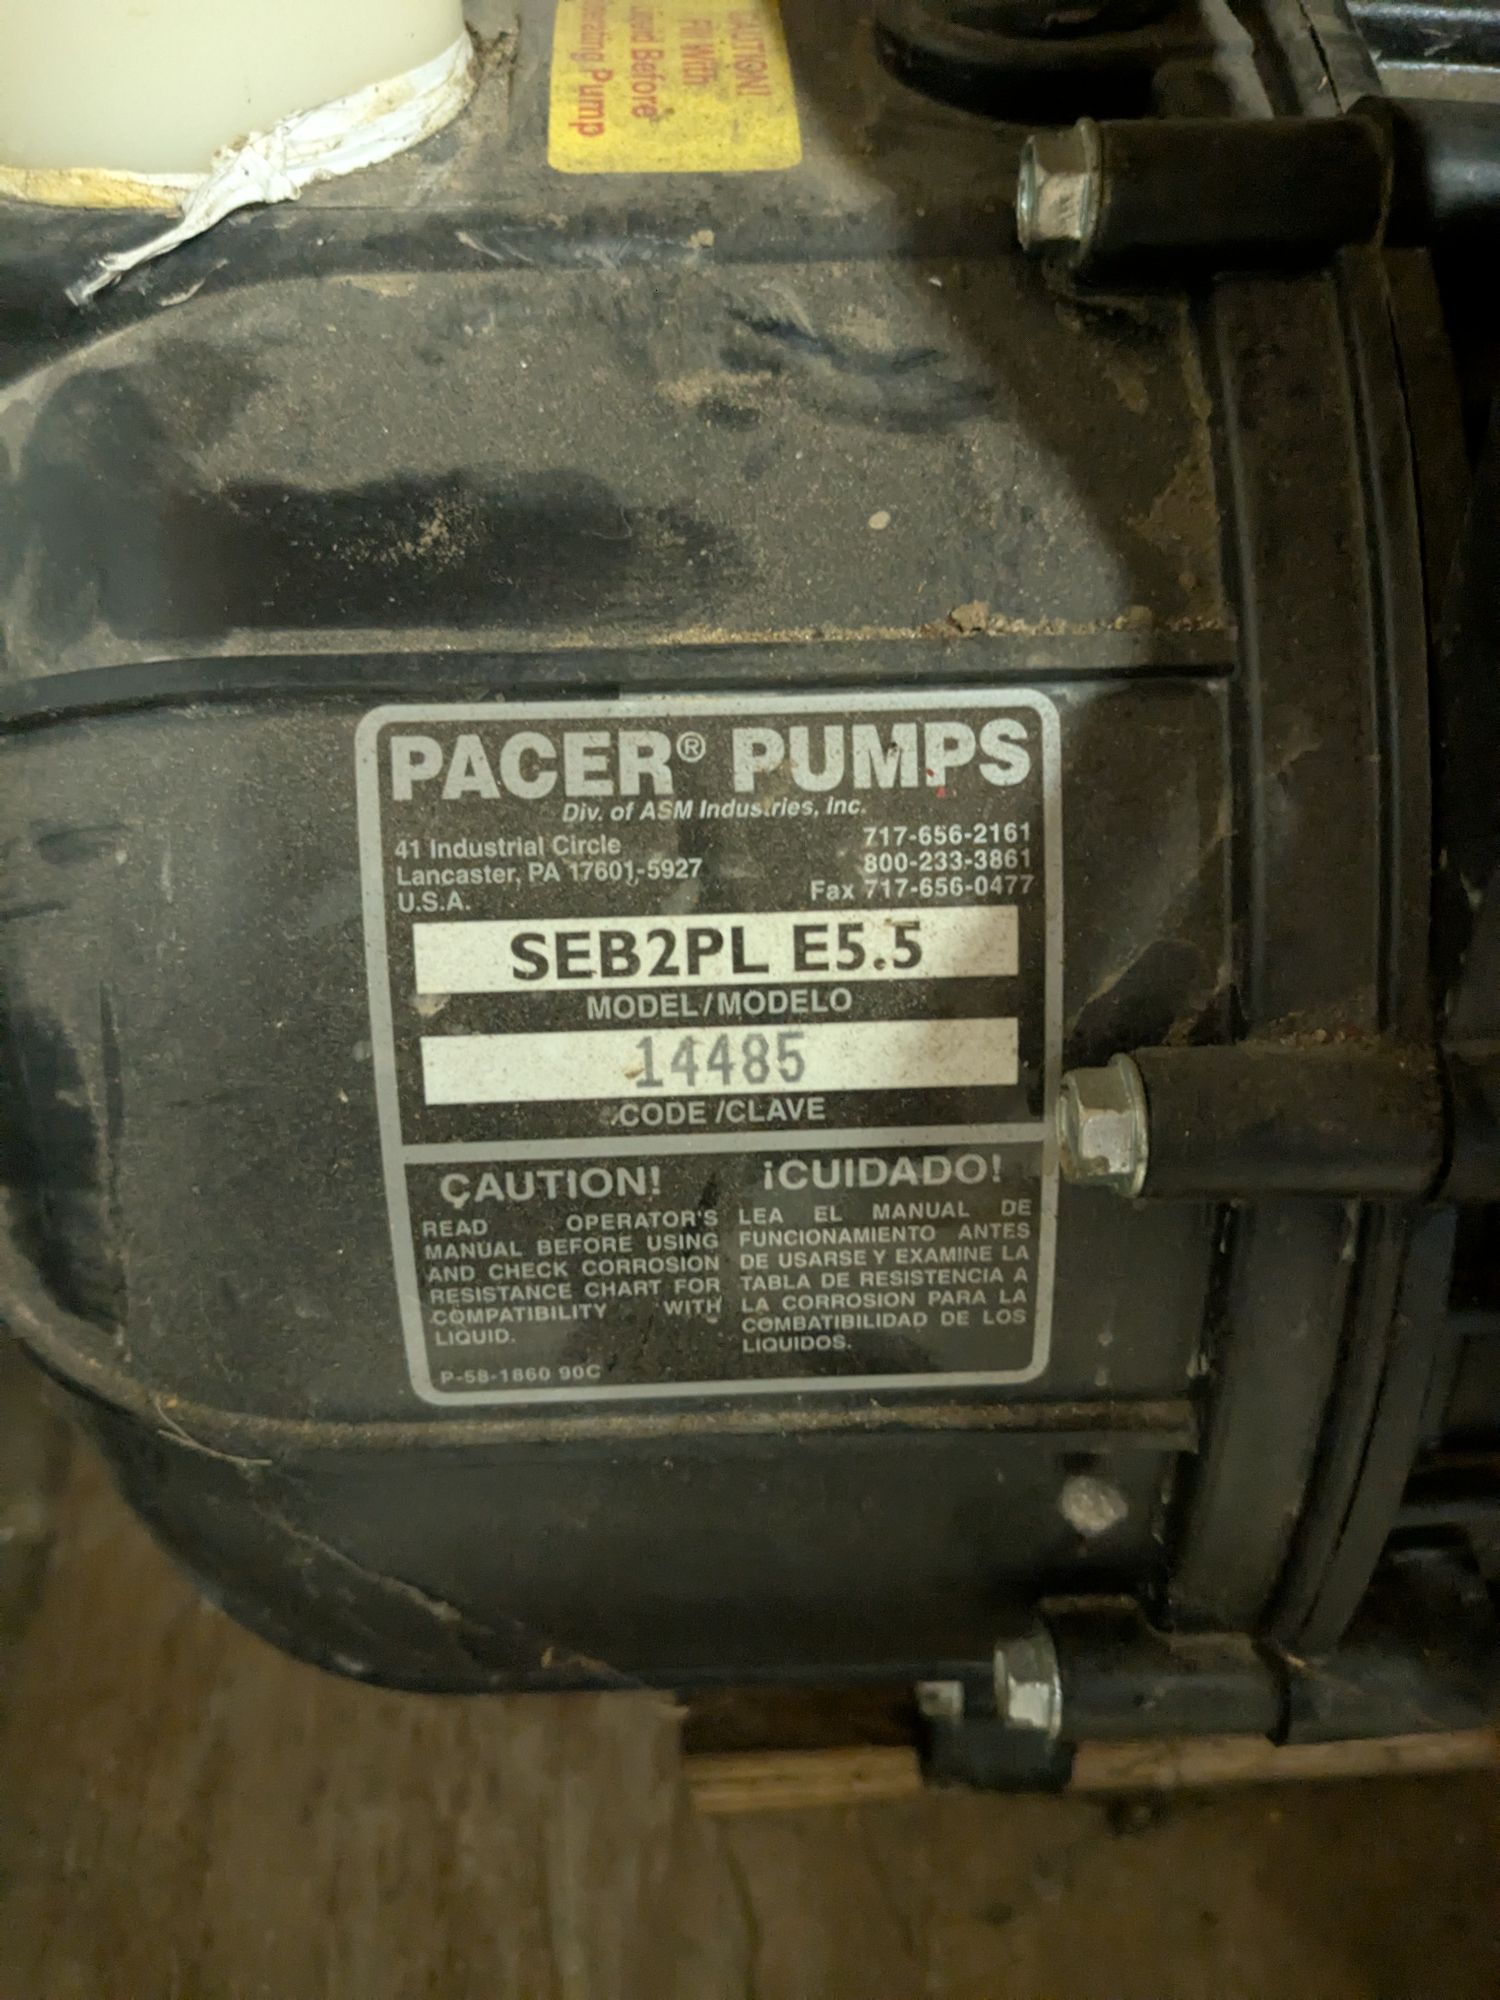 CAUTION!
Fill With
Liquid Before
Operating Pump
PACER® PUMPS
Div. of ASM Industries, Inc.
41 Industrial Circle
Lancaster, PA 17601-5927
U.S.A.
717-656-2161
800-233-3861
Fax 717-656-0477
SEB2PL E5.5
MODEL/MODELO
14485
CODE /CLAVE
CAUTION!
READ OPERATOR'S
MANUAL BEFORE USING
AND CHECK CORROSION
RESISTANCE CHART FOR
COMPATIBILITY WITH
LIQUID.
P-58-1860 90C
¡CUIDADO!
LEA EL MANUAL DE
FUNCIONAMIENTO ANTES
DE USARSE Y EXAMINE LA
TABLA DE RESISTENCIA A
LA CORROSION PARA LA
COMBATIBILIDAD DE LOS
LIQUIDOS.